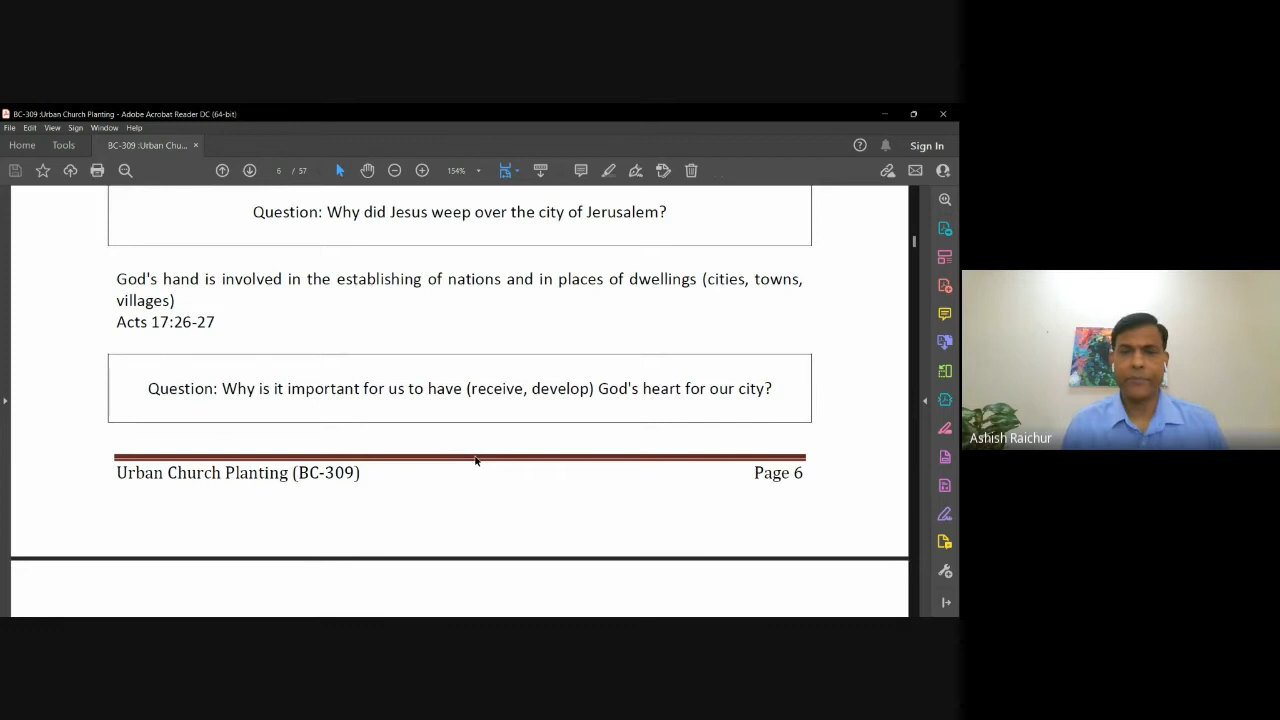 BC-309 :Urban Church Planting - Adobe Acrobat Reader DC (64-bit)
File Edit View Sign Window Help
Home Tools BC-309 :Urban Chu... × Sign In
6 / 57 154%
Question: Why did Jesus weep over the city of Jerusalem?
God's hand is involved in the establishing of nations and in places of dwellings (cities, towns,
villages)
Acts 17:26-27
Question: Why is it important for us to have (receive, develop) God's heart for our city?
Urban Church Planting (BC-309) Page 6
Ashish Raichur